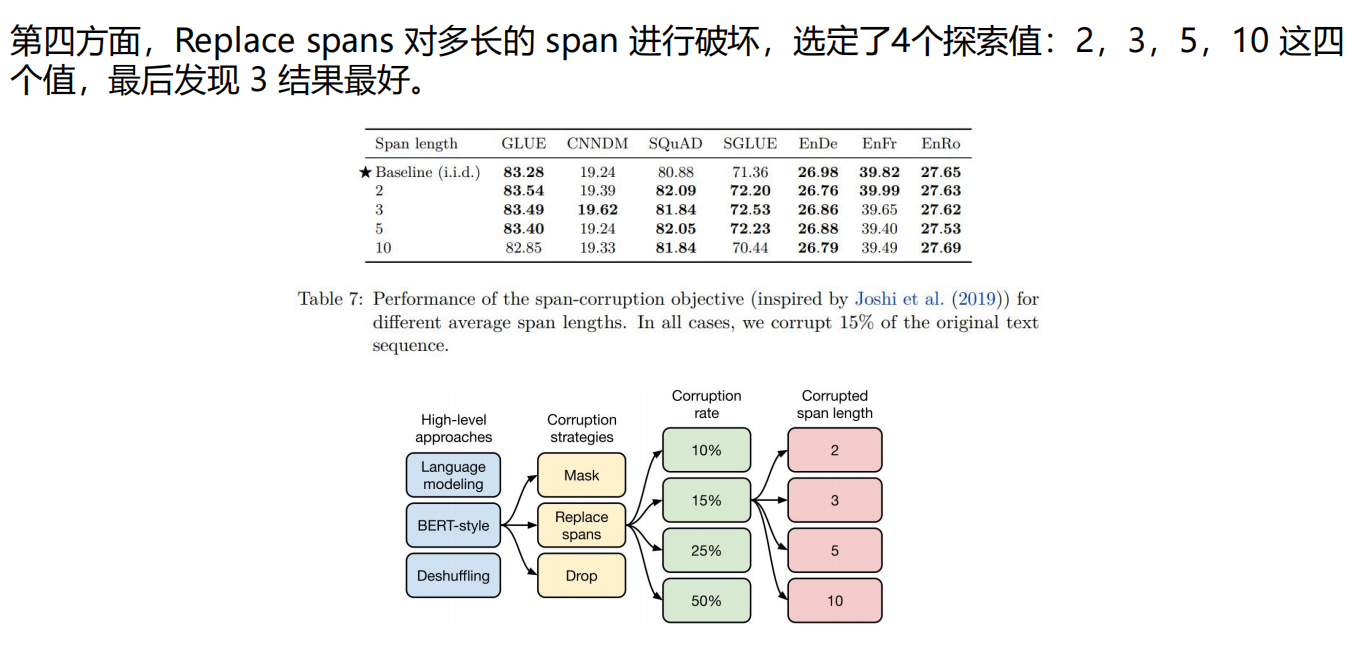 第四方面，Replace spans 对多长的 span 进行破坏，选定了4个探索值：2，3，5，10 这四
个值，最后发现 3 结果最好。
Span length GLUE CNNDM SQuAD SGLUE EnDe EnFr EnRo
★ Baseline (i.i.d.) 83.28 19.24 80.88 71.36 26.98 39.82 27.65
2 83.54 19.39 82.09 72.20 26.76 39.99 27.63
3 83.49 19.62 81.84 72.53 26.86 39.65 27.62
5 83.40 19.24 82.05 72.23 26.88 39.40 27.53
10 82.85 19.33 81.84 70.44 26.79 39.49 27.69
Table 7: Performance of the span-corruption objective (inspired by Joshi et al. (2019)) for
different average span lengths. In all cases, we corrupt 15% of the original text
sequence.
High-level
approaches
Language
modeling
BERT-style
Deshuffling
Corruption
strategies
Mask
Replace
spans
Drop
Corruption
rate
10%
15%
25%
50%
Corrupted
span length
2
3
5
10